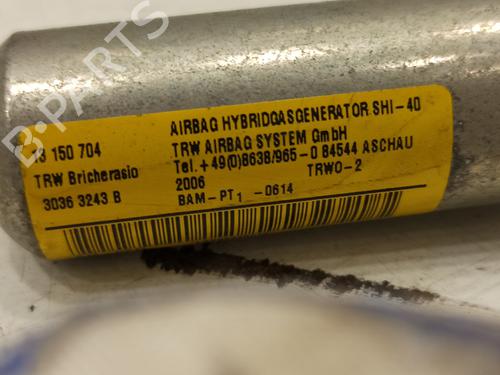 AIRBAG HYBRIDGASGENERATOR SHI-40
13 150 704
TRW AIRBAG SYSTEM GmbH
TRW Bricherasio
Tel.+49(0)8638/965-0 84544 ASCHAU
3036 3243 B
2006
TRWO-2
BAM-PT1 -0614
B-PARTS